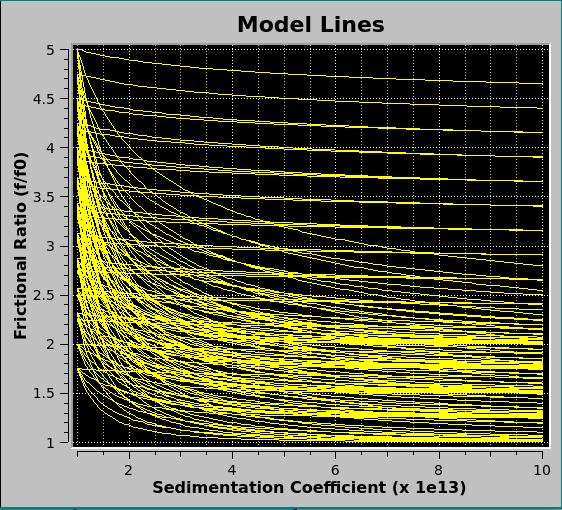 Model Lines
Frictional Ratio (f/f0)
5
4.5
4
3.5
3
2.5
2
1.5
1
2 4 6 8 10
Sedimentation Coefficient (x 1e13)